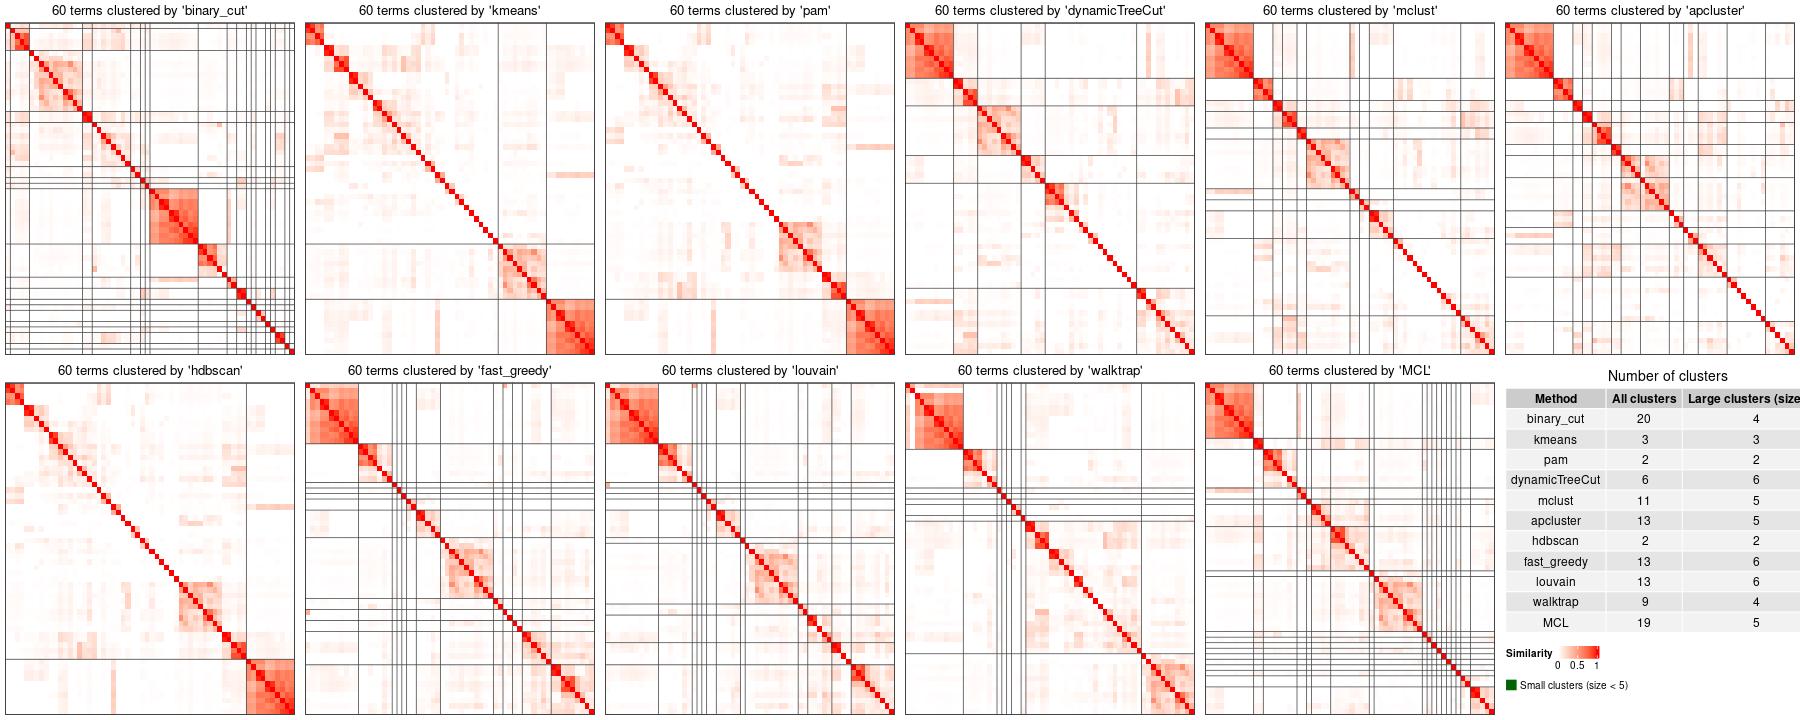 60 terms clustered by 'binary_cut'
60 terms clustered by 'kmeans'
60 terms clustered by 'pam'
60 terms clustered by 'dynamicTreeCut'
60 terms clustered by 'mclust'
60 terms clustered by 'apcluster'
60 terms clustered by 'hdbscan'
60 terms clustered by 'fast_greedy'
60 terms clustered by 'louvain'
60 terms clustered by 'walktrap'
60 terms clustered by 'MCL'
Number of clusters
Method All clusters Large clusters (size
binary_cut 20 4
kmeans 3 3
pam 2 2
dynamicTreeCut 6 6
mclust 11 5
apcluster 13 5
hdbscan 2 2
fast_greedy 13 6
louvain 13 6
walktrap 9 4
MCL 19 5
Similarity
0 0.5 1
Small clusters (size < 5)